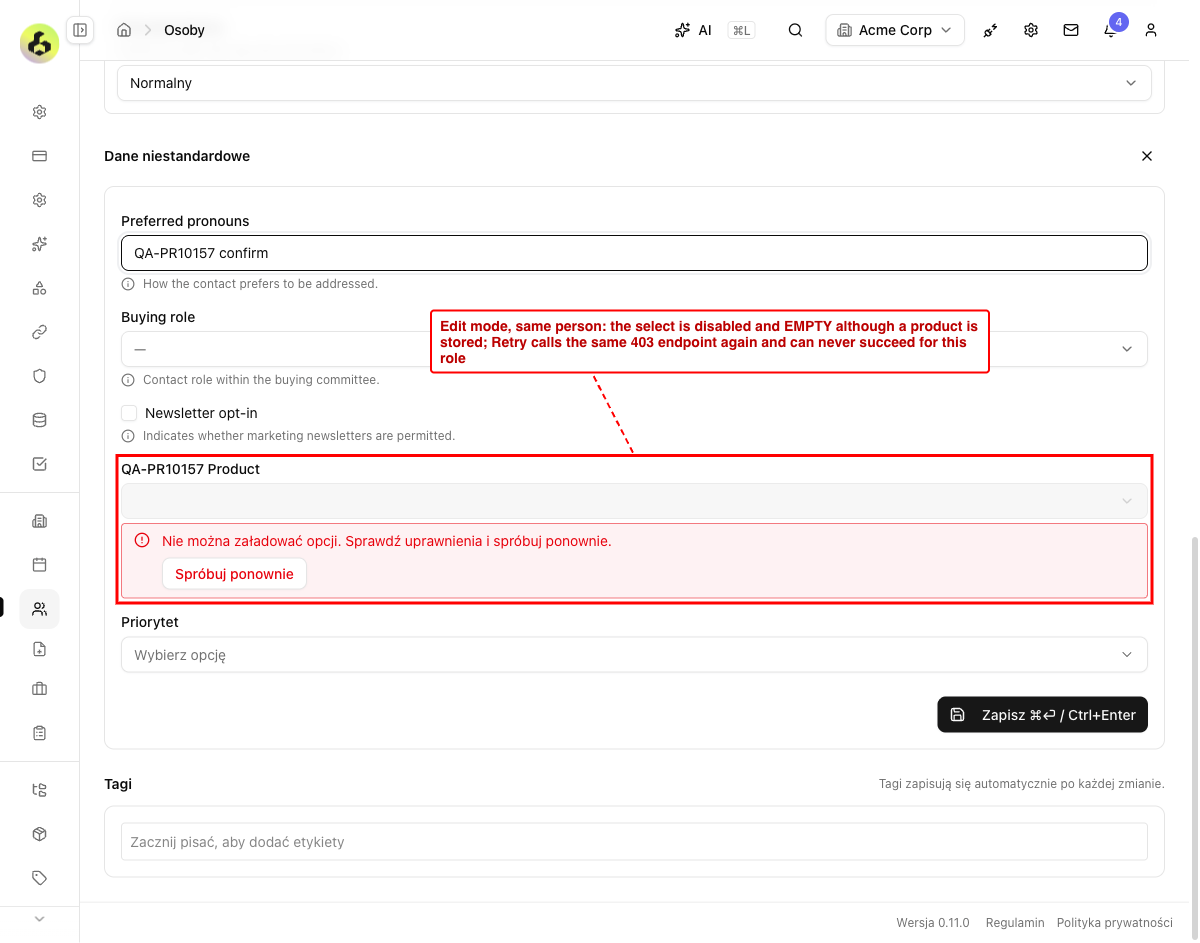 Osoby
AI
⌘L
Acme Corp
4
Normalny
Dane niestandardowe
Preferred pronouns
QA-PR10157 confirm
How the contact prefers to be addressed.
Buying role
—
Contact role within the buying committee.
Edit mode, same person: the select is disabled and EMPTY although a product is
stored; Retry calls the same 403 endpoint again and can never succeed for this
role
Newsletter opt-in
Indicates whether marketing newsletters are permitted.
QA-PR10157 Product
Nie można załadować opcji. Sprawdź uprawnienia i spróbuj ponownie.
Spróbuj ponownie
Priorytet
Wybierz opcję
Zapisz ⌘⏎ / Ctrl+Enter
Tagi
Tagi zapisują się automatycznie po każdej zmianie.
Zacznij pisać, aby dodać etykiety
Wersja 0.11.0 Regulamin Polityka prywatności